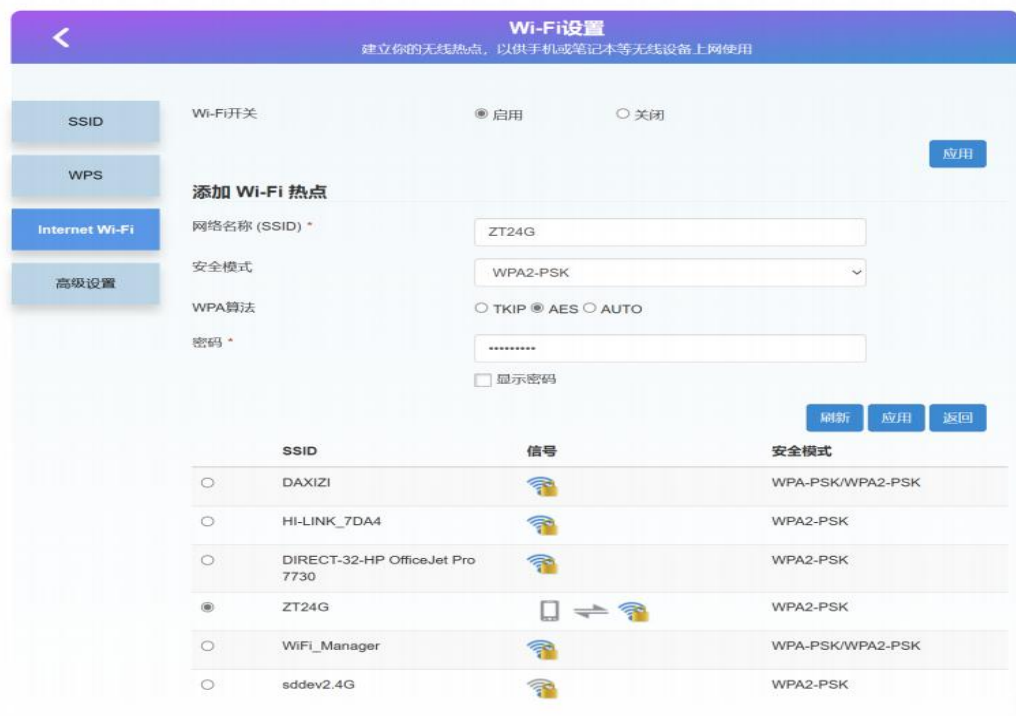 Wi-Fi设置
建立你的无线热点，以供手机或笔记本等无线设备上网使用
SSID
WPS
Internet Wi-Fi
高级设置
Wi-Fi开关
启用 关闭
应用
添加 Wi-Fi 热点
网络名称 (SSID) *
ZT24G
安全模式
WPA2-PSK
WPA算法
TKIP AES AUTO
密码 *
•••••••••
显示密码
刷新 应用 返回
SSID 信号 安全模式
DAXIZI WPA-PSK/WPA2-PSK
HI-LINK_7DA4 WPA2-PSK
DIRECT-32-HP OfficeJet Pro WPA2-PSK
7730
ZT24G WPA2-PSK
WiFi_Manager WPA-PSK/WPA2-PSK
sddev2.4G WPA2-PSK